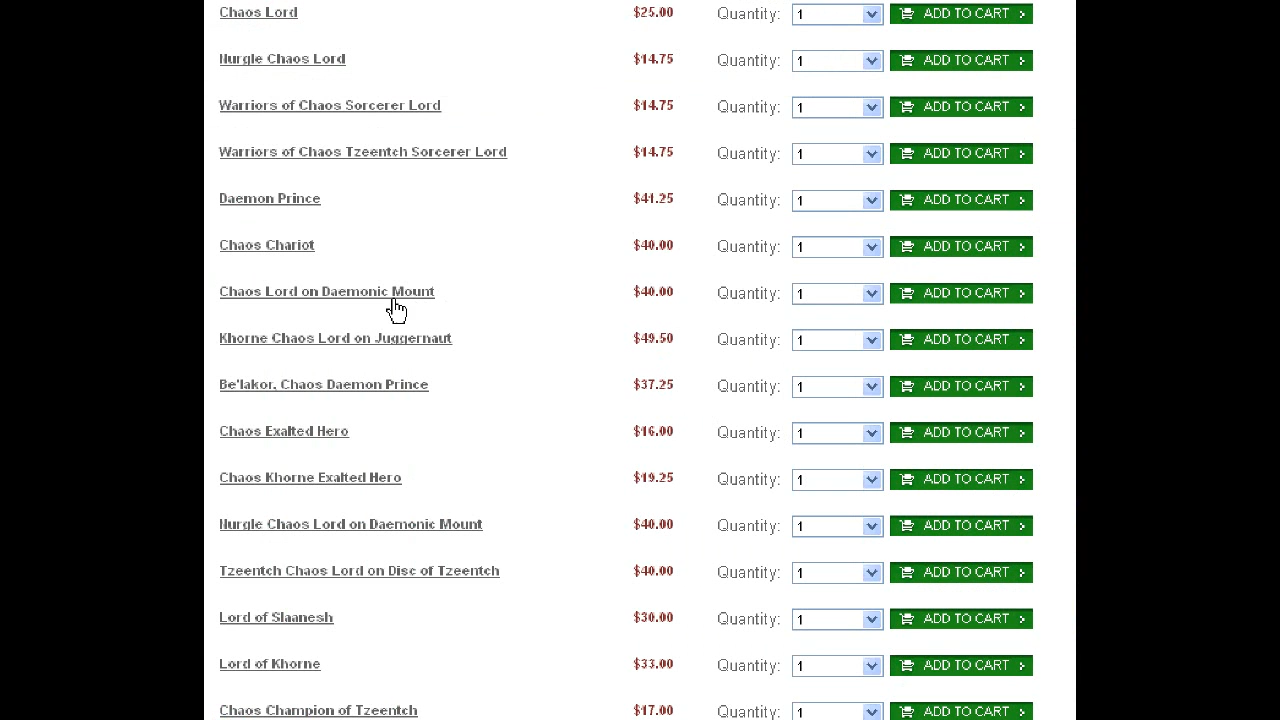 Chaos Lord $25.00 Quantity: 1 ADD TO CART
Nurgle Chaos Lord $14.75 Quantity: 1 ADD TO CART
Warriors of Chaos Sorcerer Lord $14.75 Quantity: 1 ADD TO CART
Warriors of Chaos Tzeentch Sorcerer Lord $14.75 Quantity: 1 ADD TO CART
Daemon Prince $41.25 Quantity: 1 ADD TO CART
Chaos Chariot $40.00 Quantity: 1 ADD TO CART
Chaos Lord on Daemonic Mount $40.00 Quantity: 1 ADD TO CART
Khorne Chaos Lord on Juggernaut $49.50 Quantity: 1 ADD TO CART
Be'lakor, Chaos Daemon Prince $37.25 Quantity: 1 ADD TO CART
Chaos Exalted Hero $16.00 Quantity: 1 ADD TO CART
Chaos Khorne Exalted Hero $19.25 Quantity: 1 ADD TO CART
Nurgle Chaos Lord on Daemonic Mount $40.00 Quantity: 1 ADD TO CART
Tzeentch Chaos Lord on Disc of Tzeentch $40.00 Quantity: 1 ADD TO CART
Lord of Slaanesh $30.00 Quantity: 1 ADD TO CART
Lord of Khorne $33.00 Quantity: 1 ADD TO CART
Chaos Champion of Tzeentch $17.00 Quantity: 1 ADD TO CART